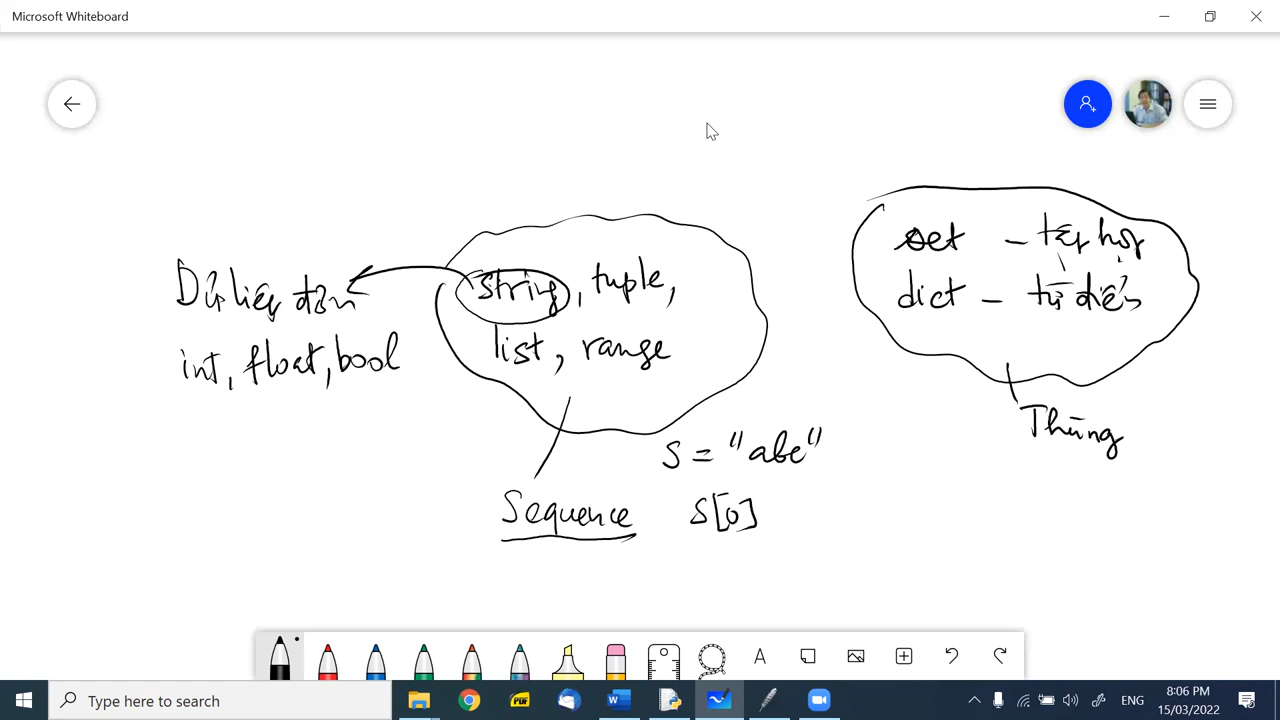 Microsoft Whiteboard
Dữ liệu đơn
int, float, bool
string, tuple,
list, range
Sequence
s = "abc"
s[0]
set - tập hợp
dict - từ điển
Thùng
Type here to search
PDF
ENG
8:06 PM
15/03/2022